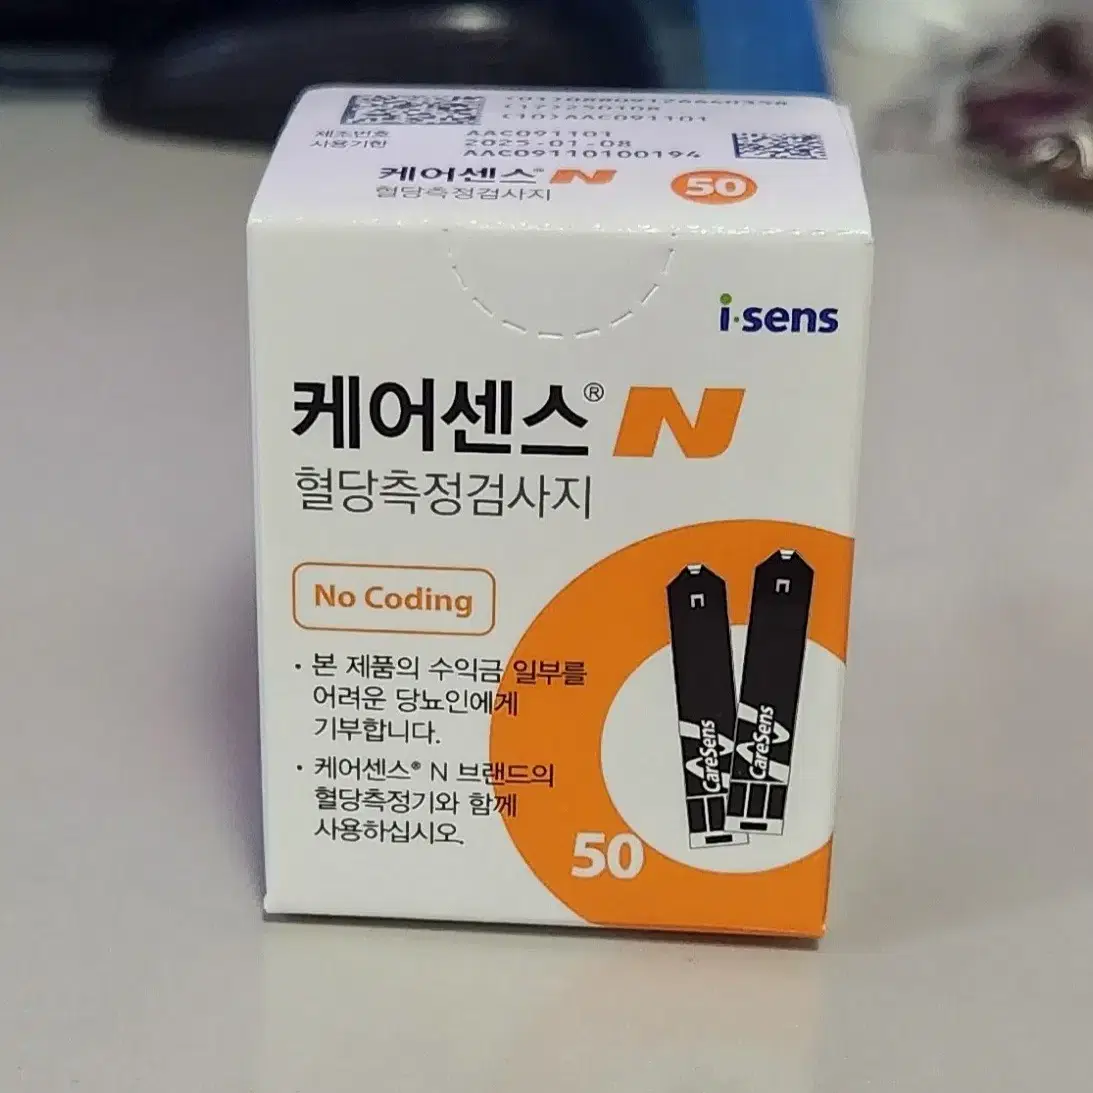 (17)250108
(10)AAC091101
제조번호 AAC091101
사용기한 2025-01-08
AAC09110100194
케어센스® N 50
혈당측정검사지
i·sens
케어센스® N
혈당측정검사지
No Coding
· 본 제품의 수익금 일부를
어려운 당뇨인에게
기부합니다.
· 케어센스® N 브랜드의
혈당측정기와 함께
사용하십시오.
CareSens N
CareSens N
50